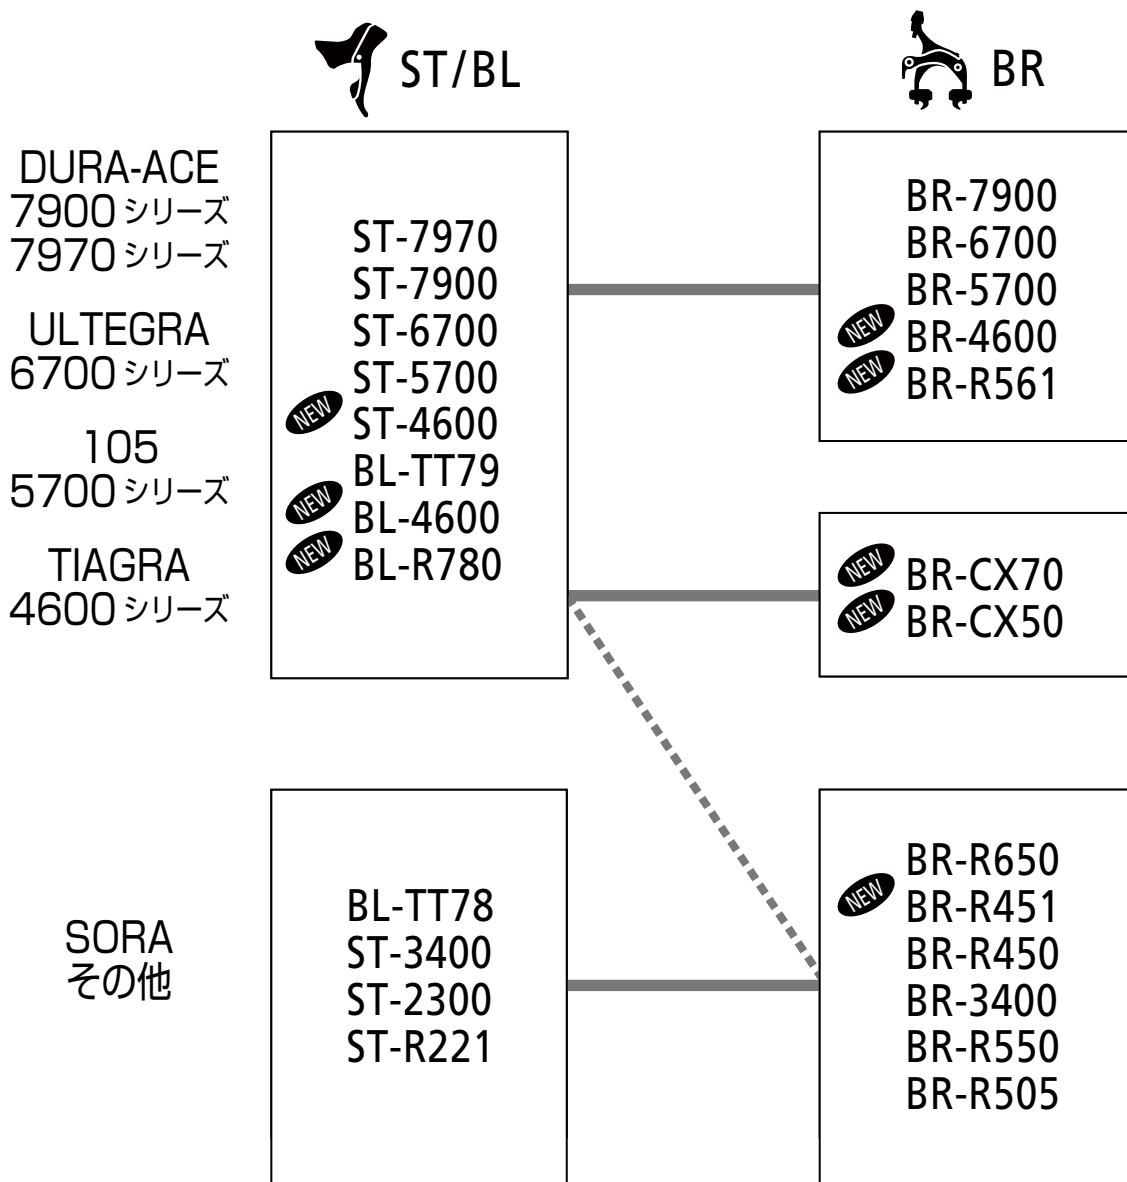 ST/BL
BR
DURA-ACE
7900 シリーズ
7970 シリーズ
ULTEGRA
6700 シリーズ
105
5700 シリーズ
TIAGRA
4600 シリーズ
ST-7970
ST-7900
ST-6700
ST-5700
NEW ST-4600
BL-TT79
NEW BL-4600
NEW BL-R780
BR-7900
BR-6700
BR-5700
NEW BR-4600
NEW BR-R561
NEW BR-CX70
NEW BR-CX50
SORA
その他
BL-TT78
ST-3400
ST-2300
ST-R221
BR-R650
NEW BR-R451
BR-R450
BR-3400
BR-R550
BR-R505